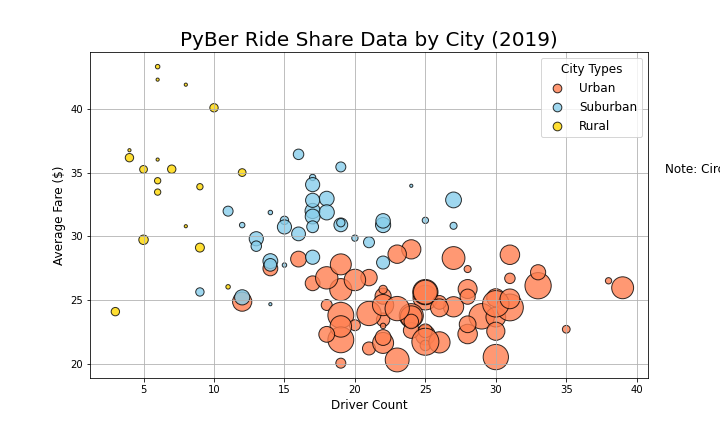 PyBer Ride Share Data by City (2019)
City Types
Urban
Suburban
Rural
Note:
Average Fare ($)
40
35
30
25
20
5
10
15
20
25
30
35
40
Driver Count